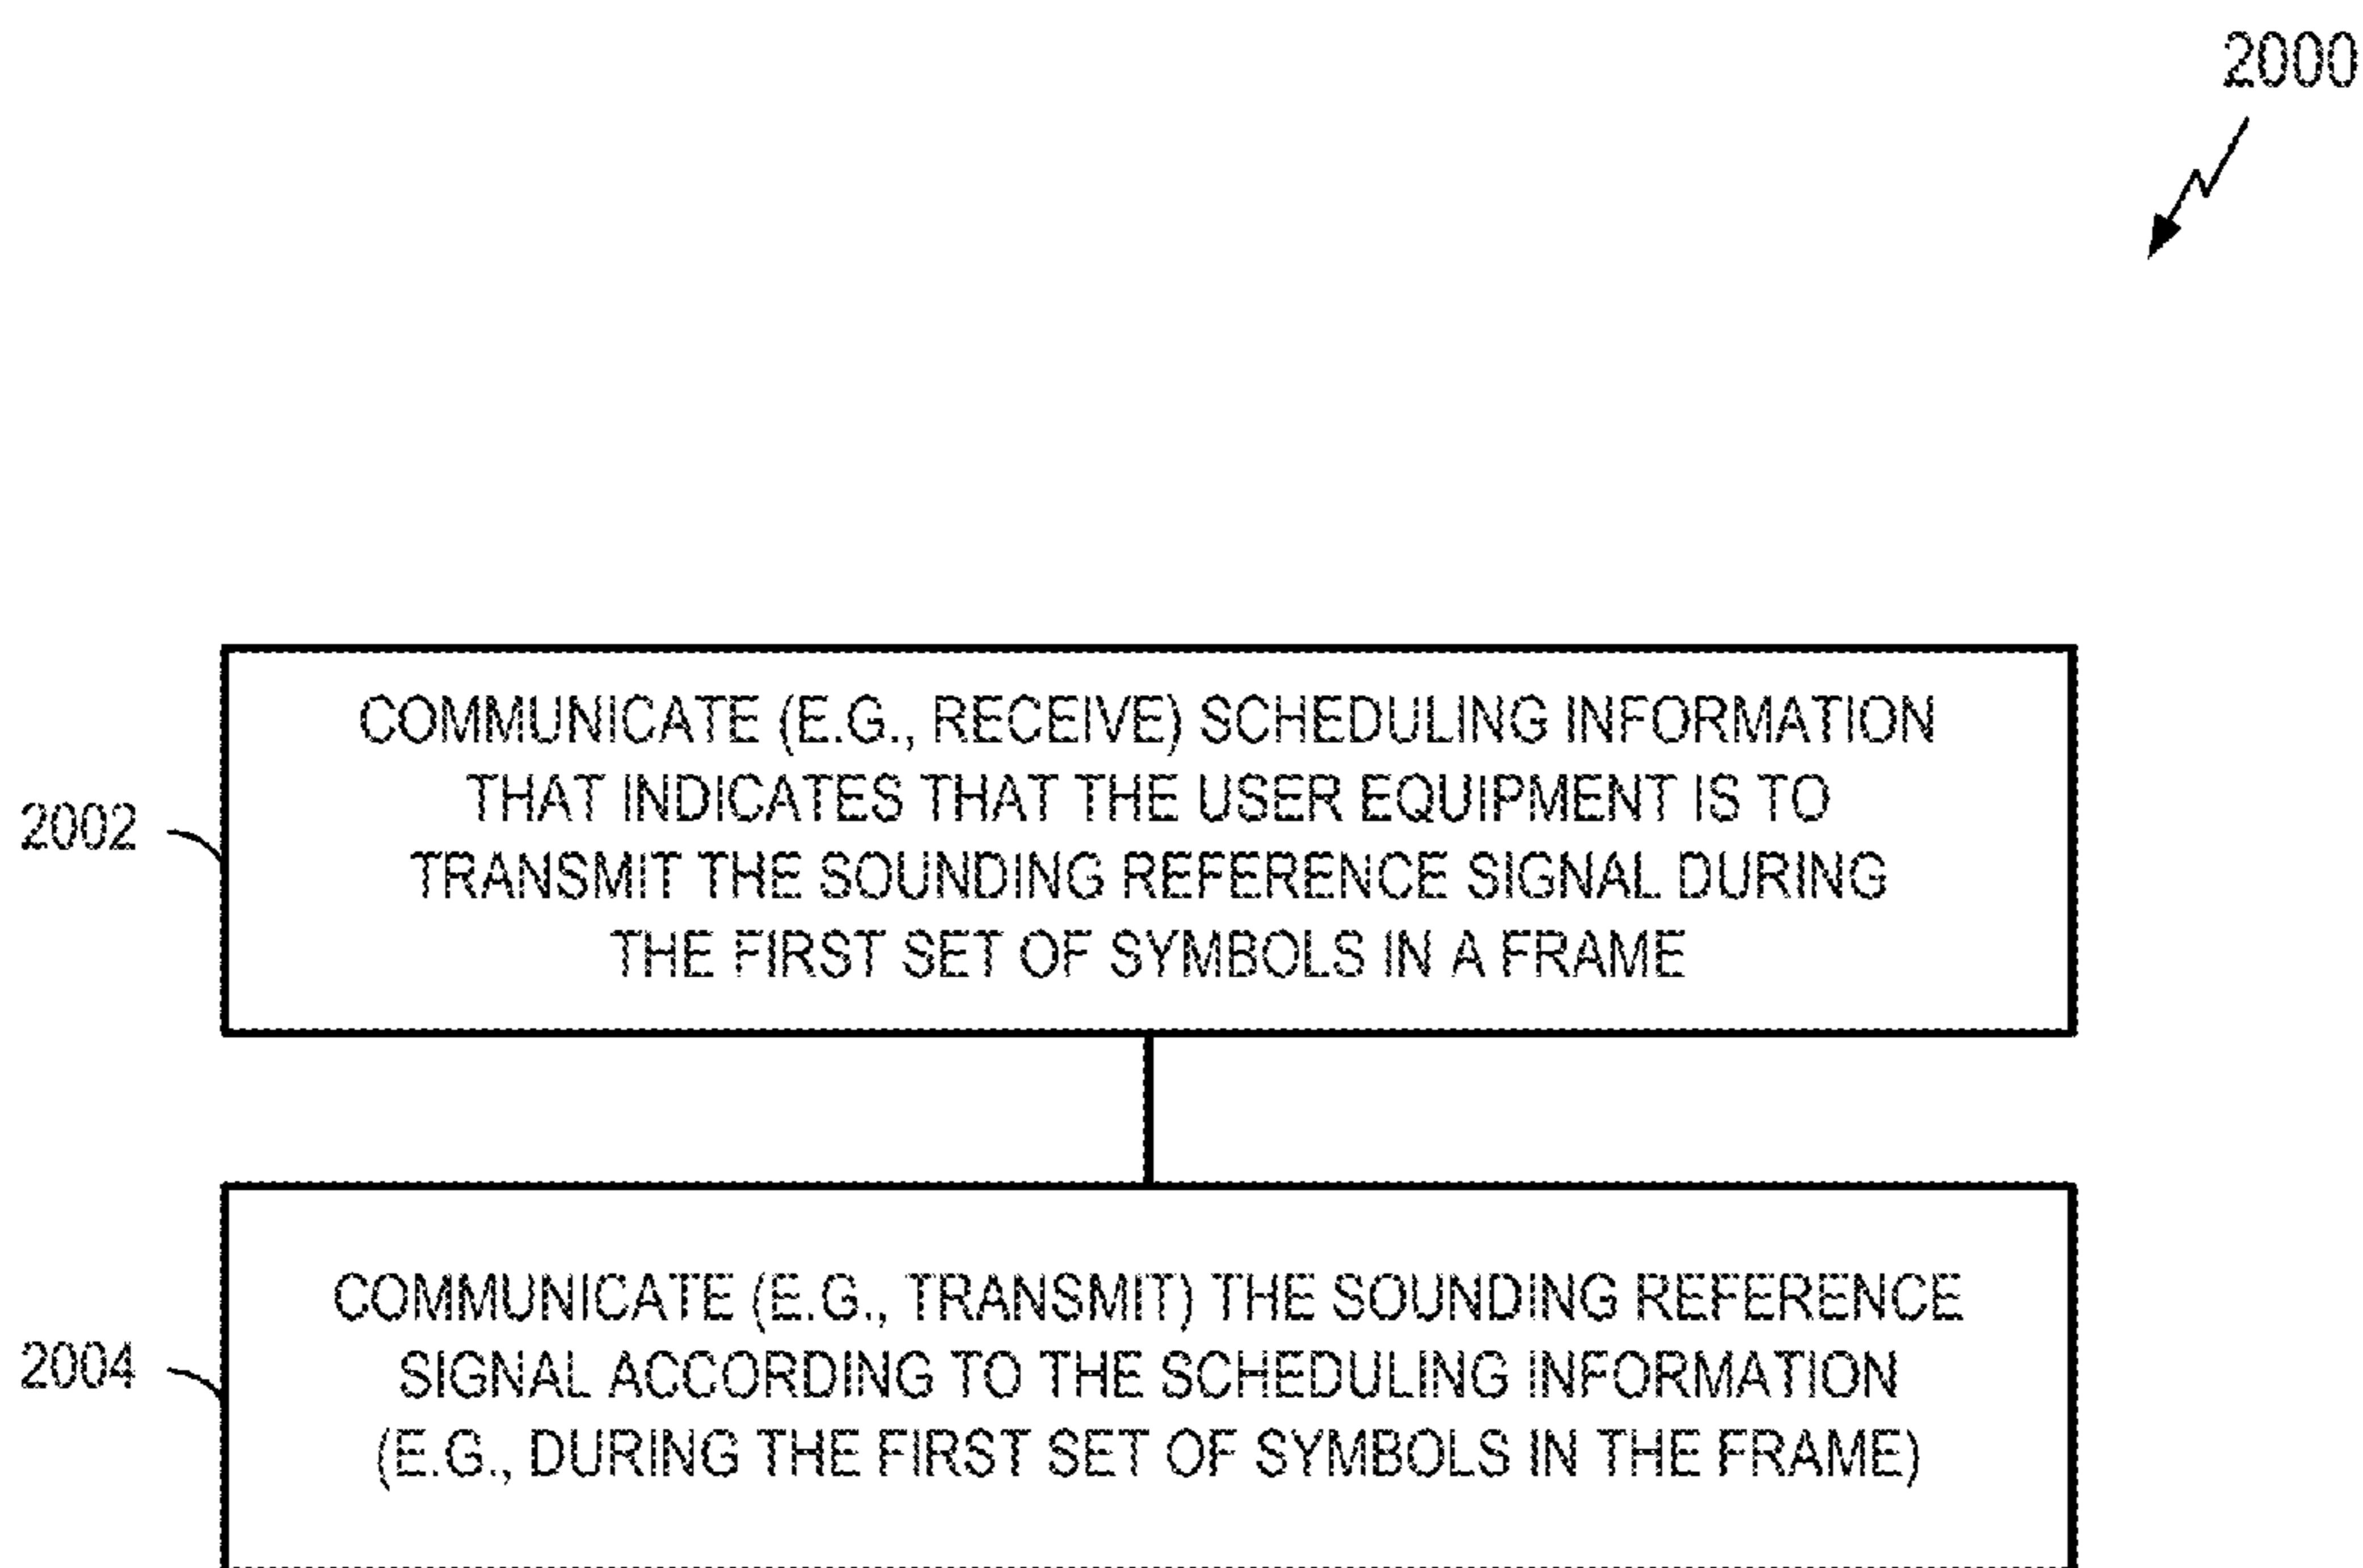 2000
2002
COMMUNICATE (E.G., RECEIVE) SCHEDULING INFORMATION
THAT INDICATES THAT THE USER EQUIPMENT IS TO
TRANSMIT THE SOUNDING REFERENCE SIGNAL DURING
THE FIRST SET OF SYMBOLS IN A FRAME
2004
COMMUNICATE (E.G., TRANSMIT) THE SOUNDING REFERENCE
SIGNAL ACCORDING TO THE SCHEDULING INFORMATION
(E.G., DURING THE FIRST SET OF SYMBOLS IN THE FRAME)